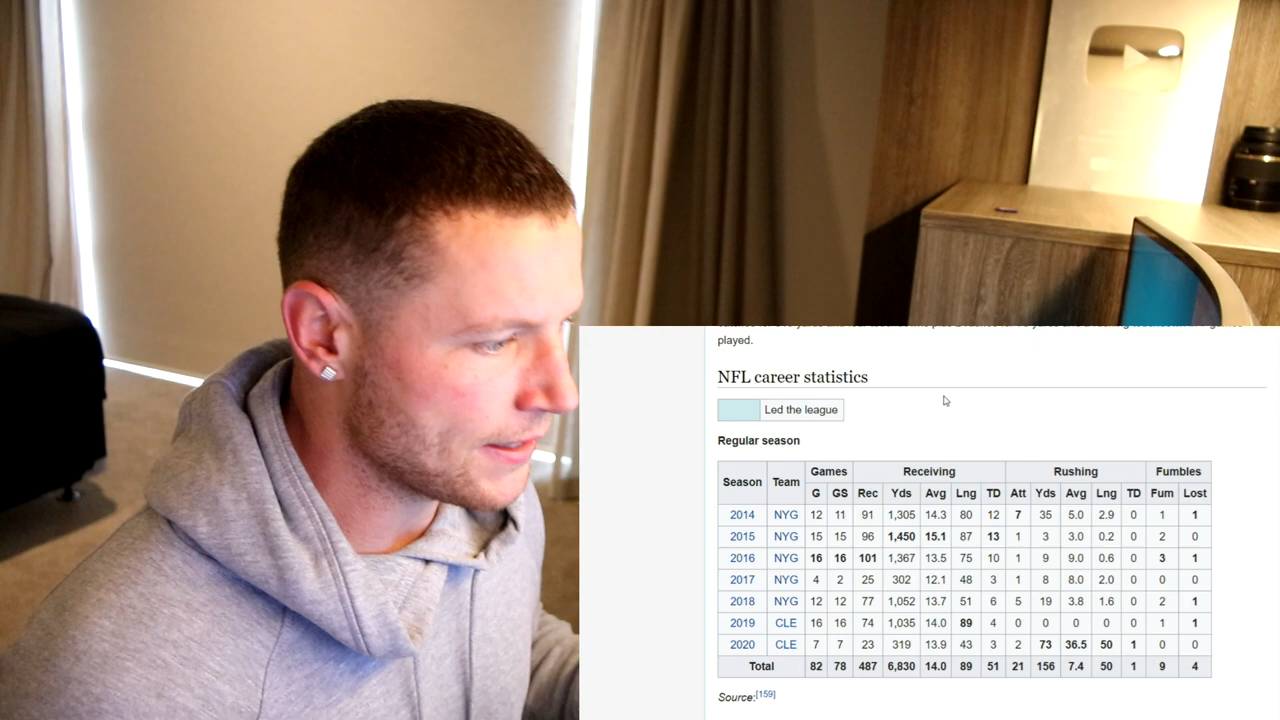 played.
NFL career statistics
Led the league
Regular season
Season Team Games Receiving Rushing Fumbles
G GS Rec Yds Avg Lng TD Att Yds Avg Lng TD Fum Lost
2014 NYG 12 11 91 1,305 14.3 80 12 7 35 5.0 2.9 0 1 1
2015 NYG 15 15 96 1,450 15.1 87 13 1 3 3.0 0.2 0 2 0
2016 NYG 16 16 101 1,367 13.5 75 10 1 9 9.0 0.6 0 3 1
2017 NYG 4 2 25 302 12.1 48 3 1 8 8.0 2.0 0 0 0
2018 NYG 12 12 77 1,052 13.7 51 6 5 19 3.8 1.6 0 2 1
2019 CLE 16 16 74 1,035 14.0 89 4 0 0 0 0 0 1 1
2020 CLE 7 7 23 319 13.9 43 3 2 73 36.5 50 1 0 0
Total 82 78 487 6,830 14.0 89 51 21 156 7.4 50 1 9 4
Source:[159]